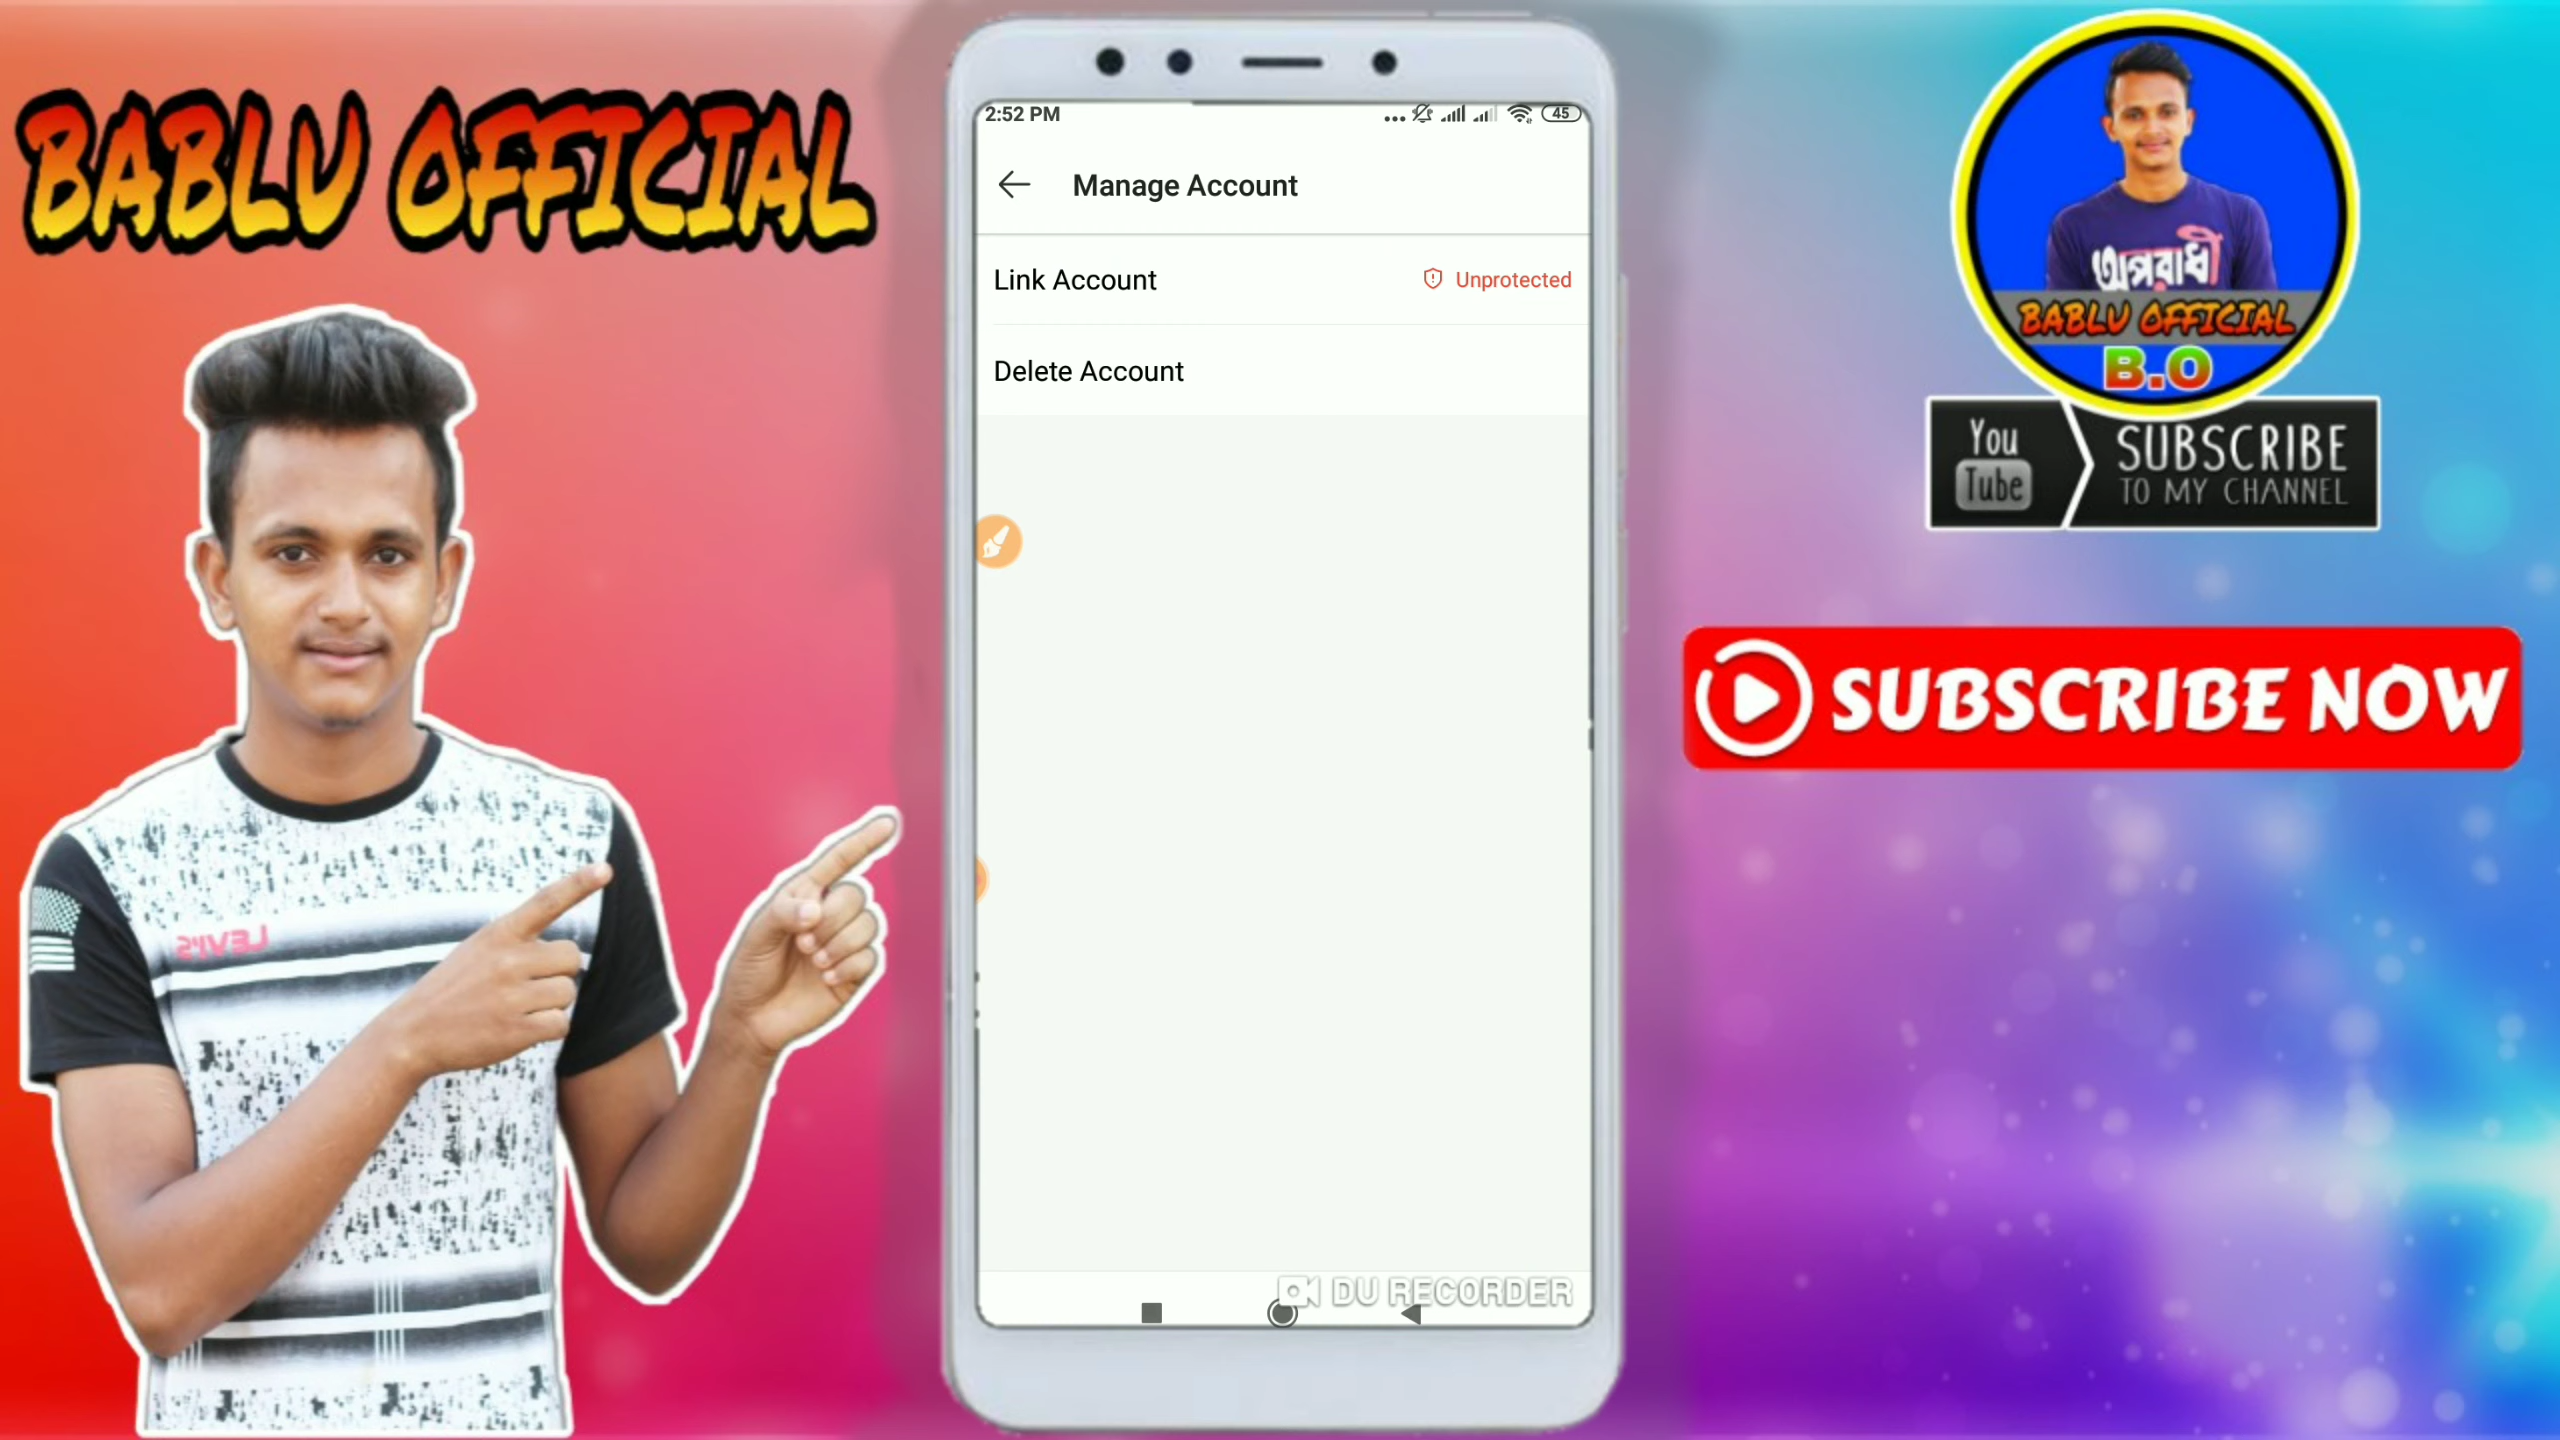 BABLU OFFICIAL
2:52 PM
45
Manage Account
Link Account
Unprotected
Delete Account
DU RECORDER
LEVI'S
অপরাধী
BABLU OFFICIAL
B.O
You
Tube
SUBSCRIBE
TO MY CHANNEL
SUBSCRIBE NOW